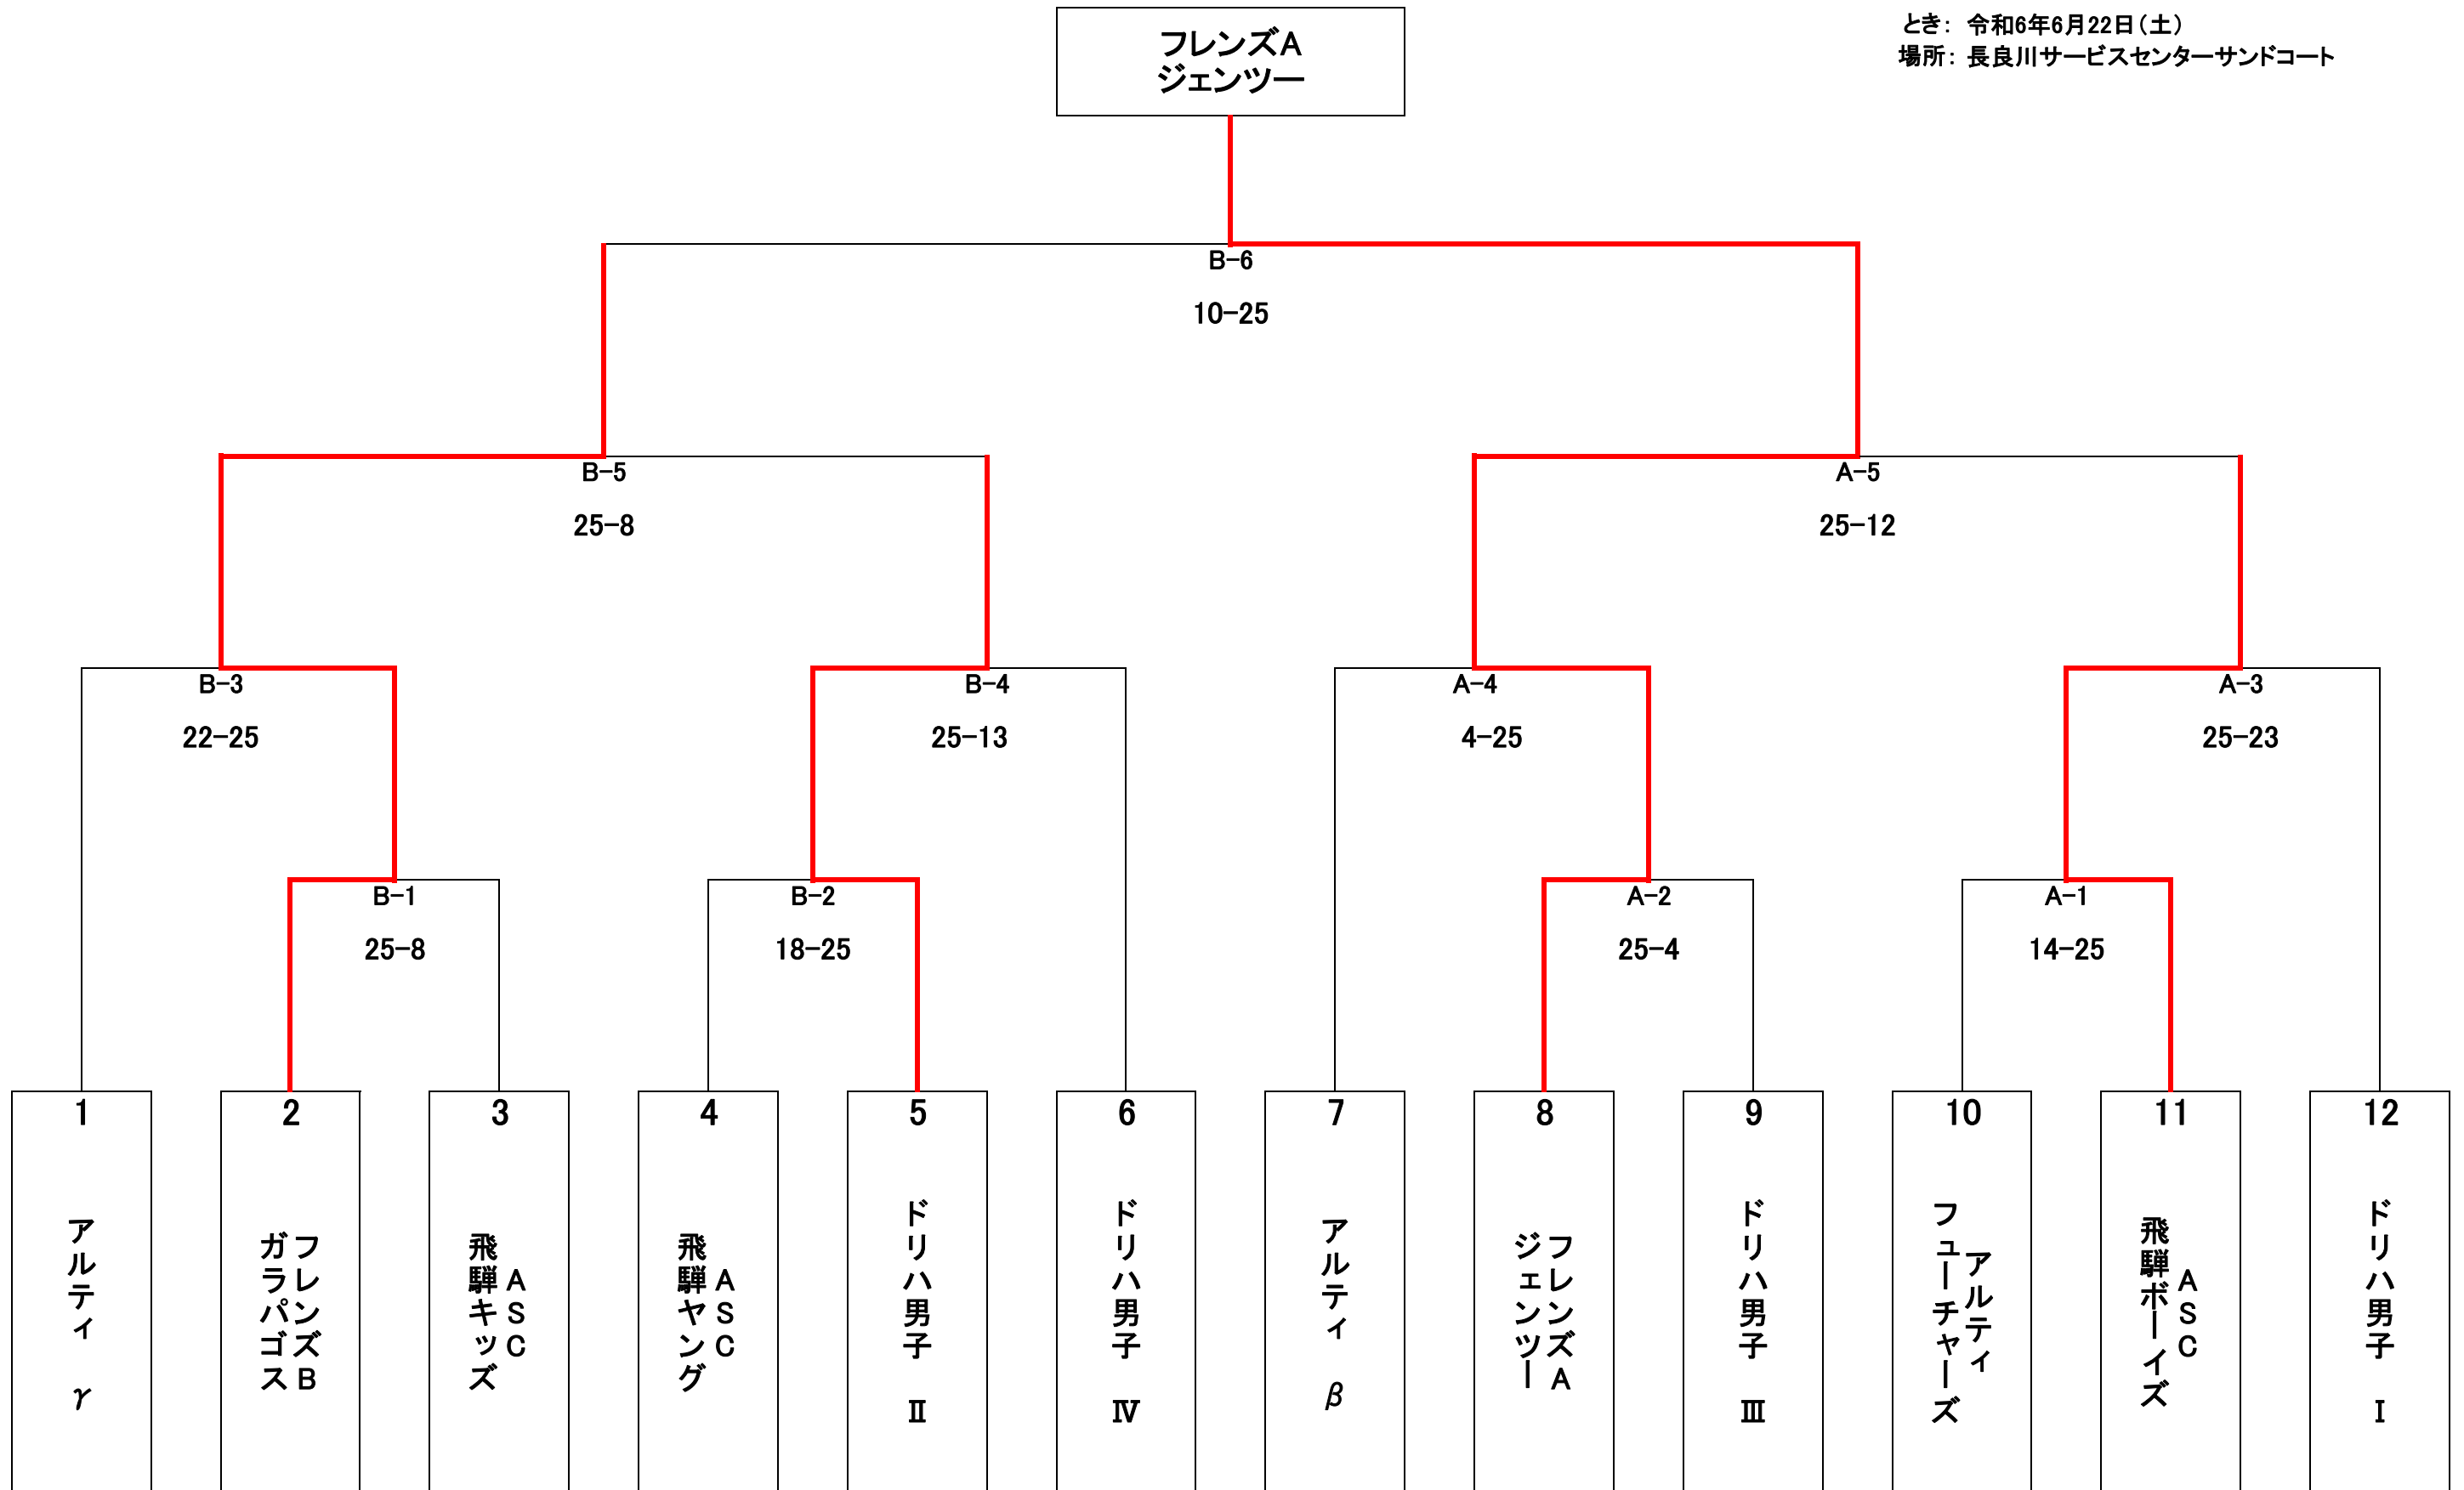 フレンズA
ジェンツー
とき： 令和6年6月22日（土）
場所： 長良川サービスセンターサンドコート
B-6
10-25
B-5
25-8
A-5
25-12
B-3
22-25
B-4
25-13
A-4
4-25
A-3
25-23
B-1
25-8
B-2
18-25
A-2
25-4
A-1
14-25
1
アルティ γ
2
フレンズB
ガラパゴス
3
ASC
飛騨キッズ
4
ASC
飛騨ヤング
5
ドリハ男子 Ⅱ
6
ドリハ男子 Ⅳ
7
アルティ β
8
フレンズA
ジェンツー
9
ドリハ男子 Ⅲ
10
アルティ
フューチャーズ
11
ASC
飛騨ボーイズ
12
ドリハ男子 Ⅰ